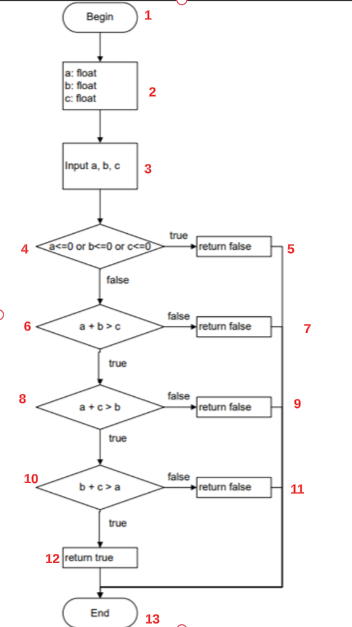 Begin 1
a: float
b: float
c: float
2
Input a, b, c 3
true
4 a<=0 or b<=0 or c<=0 return false 5
false
false
6 a + b > c return false 7
true
false
8 a + c > b return false 9
true
false
10 b + c > a return false 11
true
12 return true
End 13